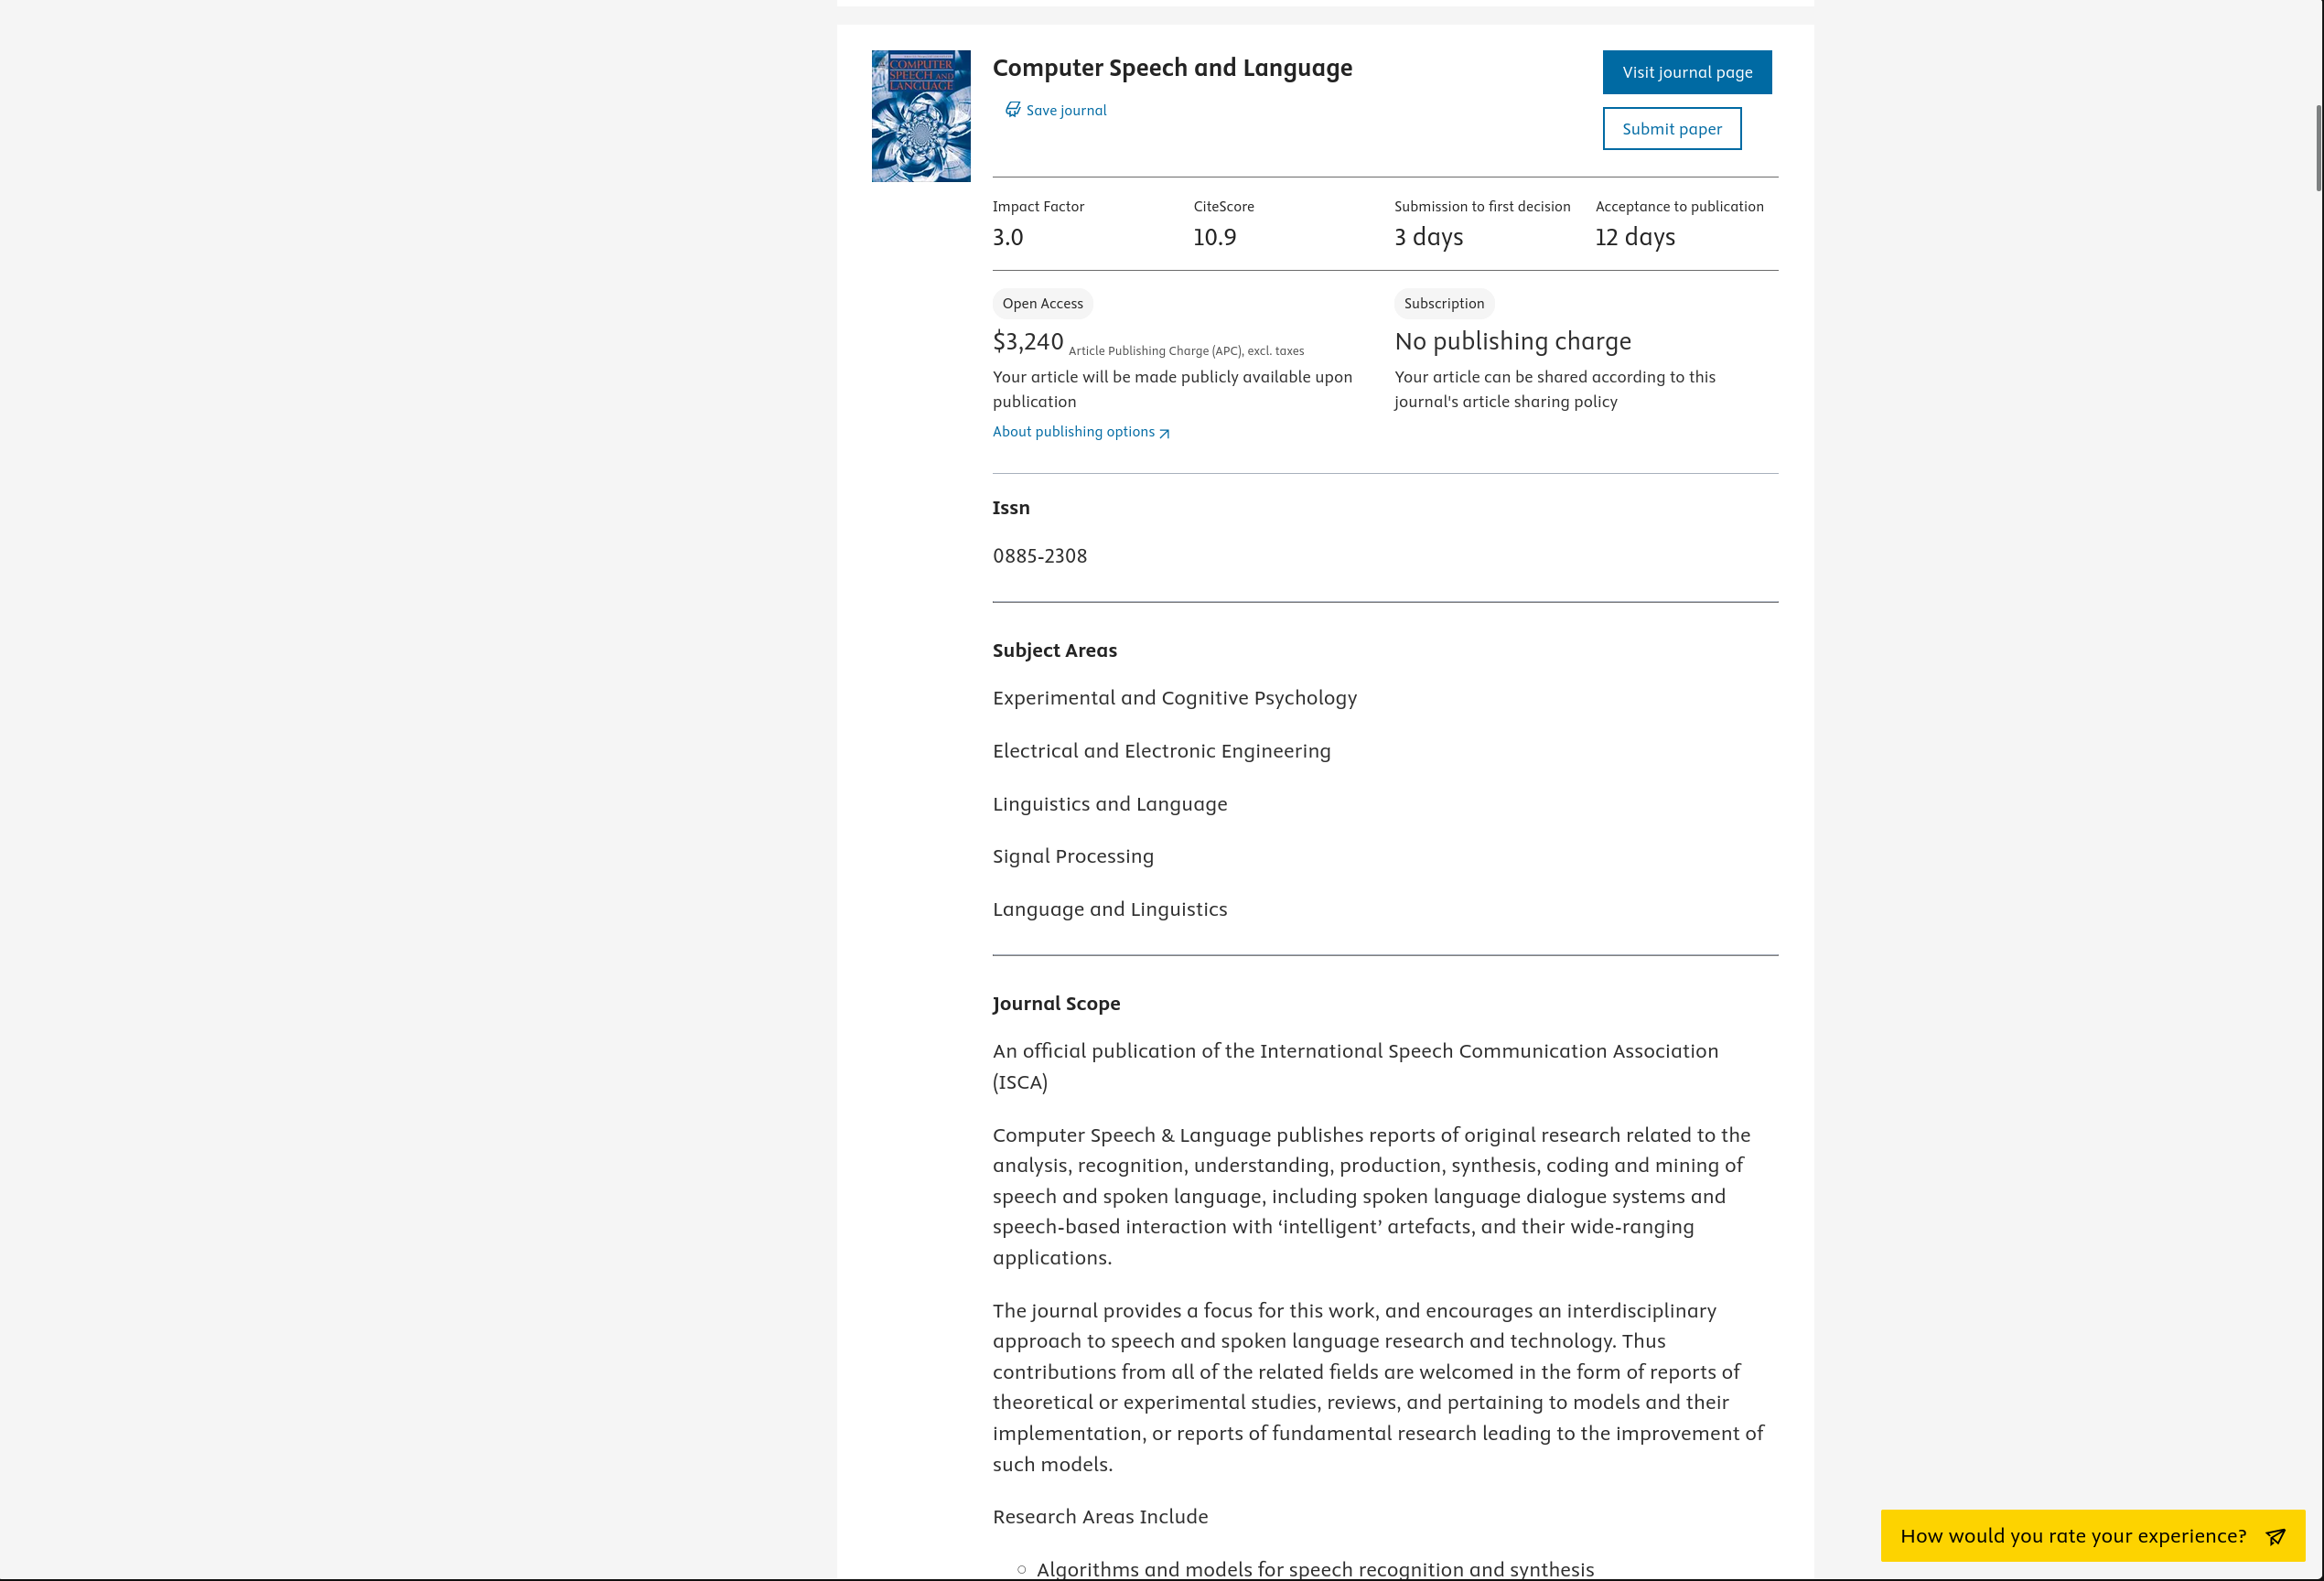 COMPUTER
SPEECH AND
LANGUAGE
Computer Speech and Language
Save journal
Visit journal page
Submit paper
Impact Factor
3.0
CiteScore
10.9
Submission to first decision
3 days
Acceptance to publication
12 days
Open Access
$3,240 Article Publishing Charge (APC), excl. taxes
Your article will be made publicly available upon
publication
About publishing options
Subscription
No publishing charge
Your article can be shared according to this
journal's article sharing policy
Issn
0885-2308
Subject Areas
Experimental and Cognitive Psychology
Electrical and Electronic Engineering
Linguistics and Language
Signal Processing
Language and Linguistics
Journal Scope
An official publication of the International Speech Communication Association
(ISCA)
Computer Speech & Language publishes reports of original research related to the
analysis, recognition, understanding, production, synthesis, coding and mining of
speech and spoken language, including spoken language dialogue systems and
speech-based interaction with ‘intelligent’ artefacts, and their wide-ranging
applications.
The journal provides a focus for this work, and encourages an interdisciplinary
approach to speech and spoken language research and technology. Thus
contributions from all of the related fields are welcomed in the form of reports of
theoretical or experimental studies, reviews, and pertaining to models and their
implementation, or reports of fundamental research leading to the improvement of
such models.
Research Areas Include
Algorithms and models for speech recognition and synthesis
How would you rate your experience?